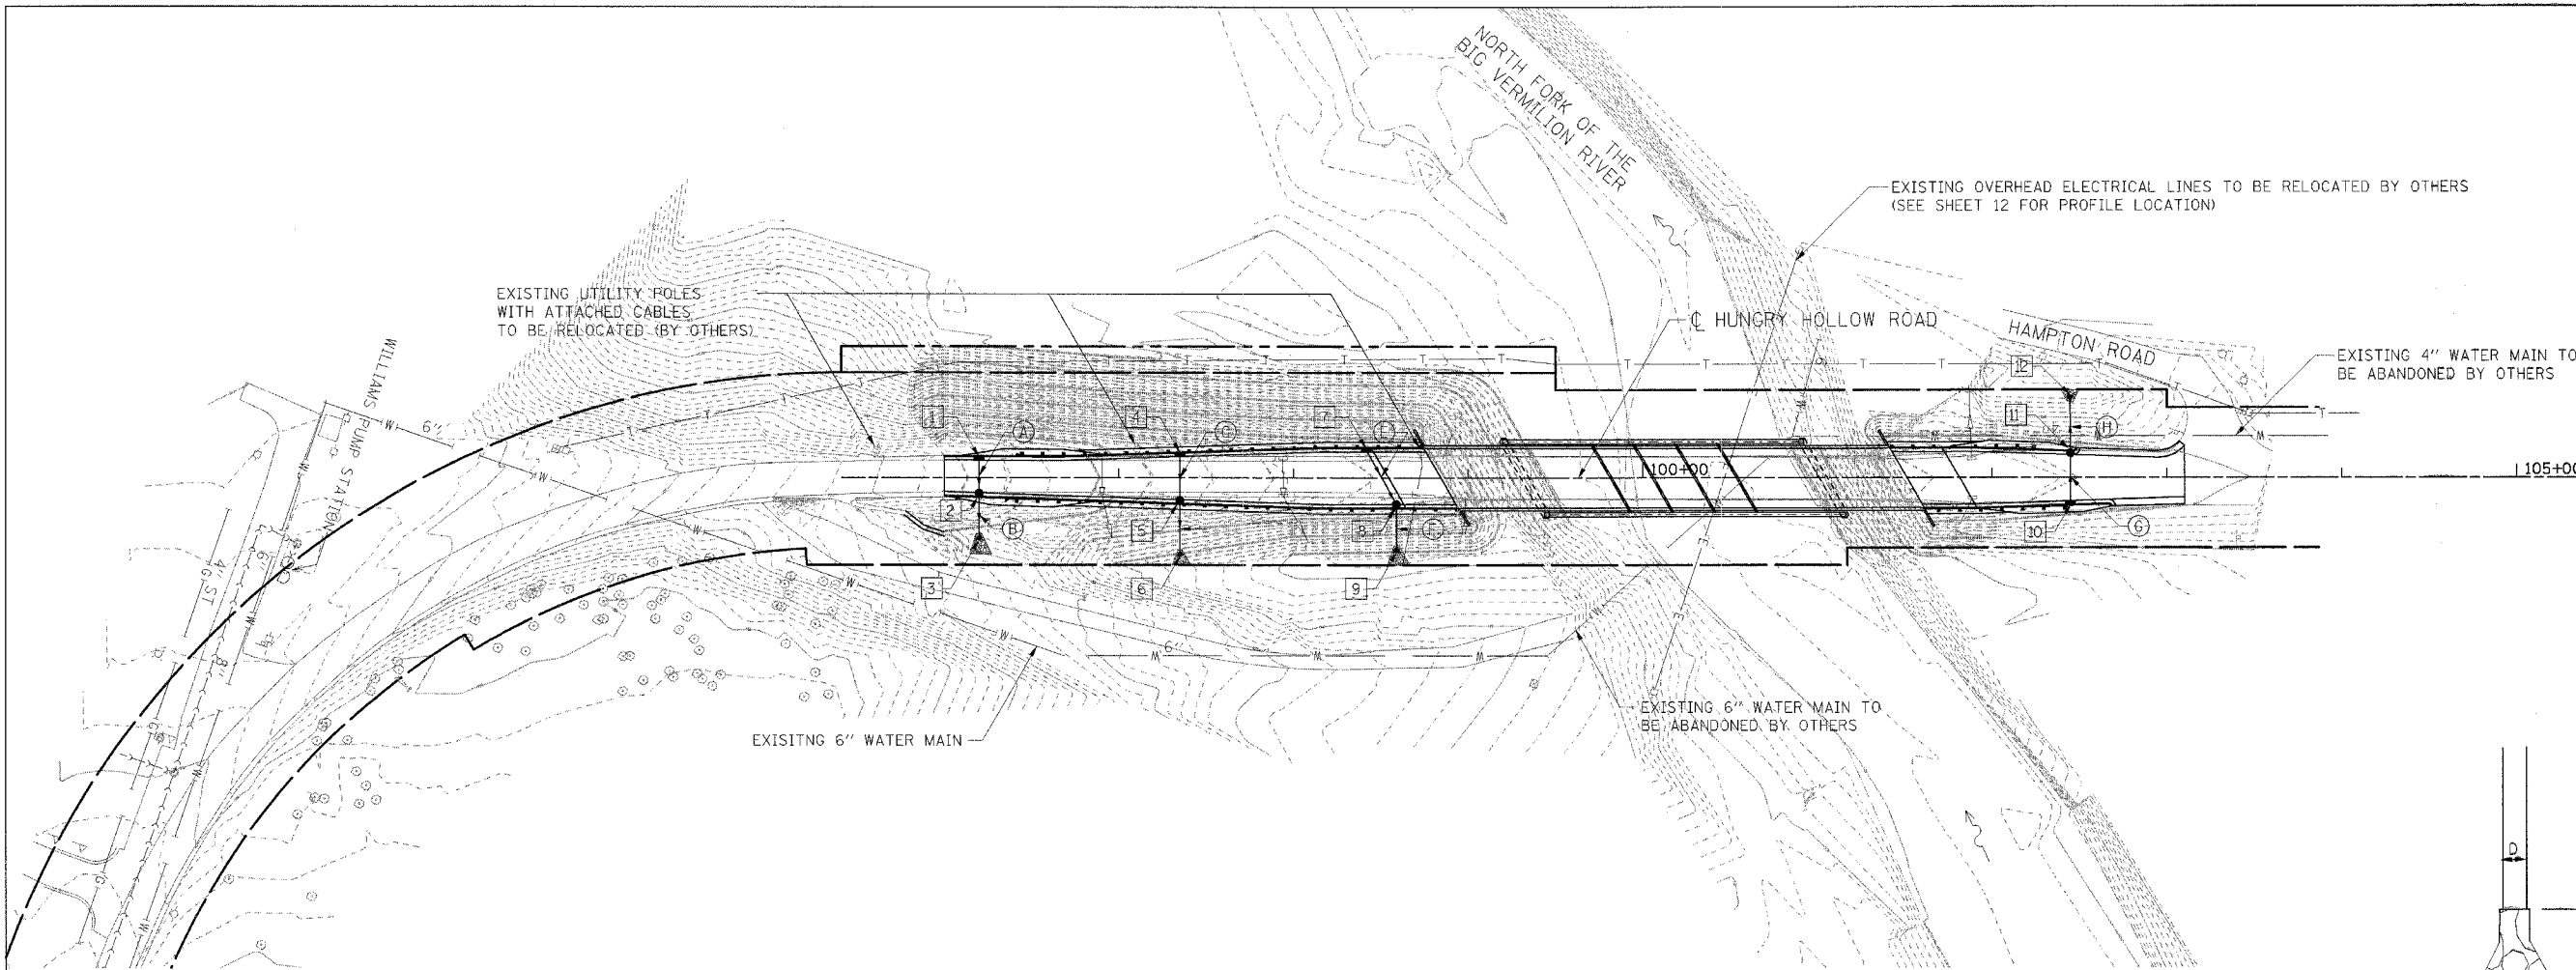 NORTH FORK OF THE
BIG VERMILION RIVER
EXISTING OVERHEAD ELECTRICAL LINES TO BE RELOCATED BY OTHERS
(SEE SHEET 12 FOR PROFILE LOCATION)
EXISTING UTILITY POLES
WITH ATTACHED CABLES
TO BE RELOCATED (BY OTHERS)
℄ HUNGRY HOLLOW ROAD
HAMPTON ROAD
EXISTING 4" WATER MAIN TO
BE ABANDONED BY OTHERS
WILLIAMS PUMP STATION
6"
W
W
T
T
T
T
T
T
T
T
T
T
1
A
4
7
12
11
H
100+00
105+00
2
B
5
8
10
G
3
6
9
4"
G
ST
6"
8"
W
W
W
6"
W
W
W
E
E
EXISTING 6" WATER MAIN TO
BE ABANDONED BY OTHERS
EXISITNG 6" WATER MAIN
G
W
G
W
D